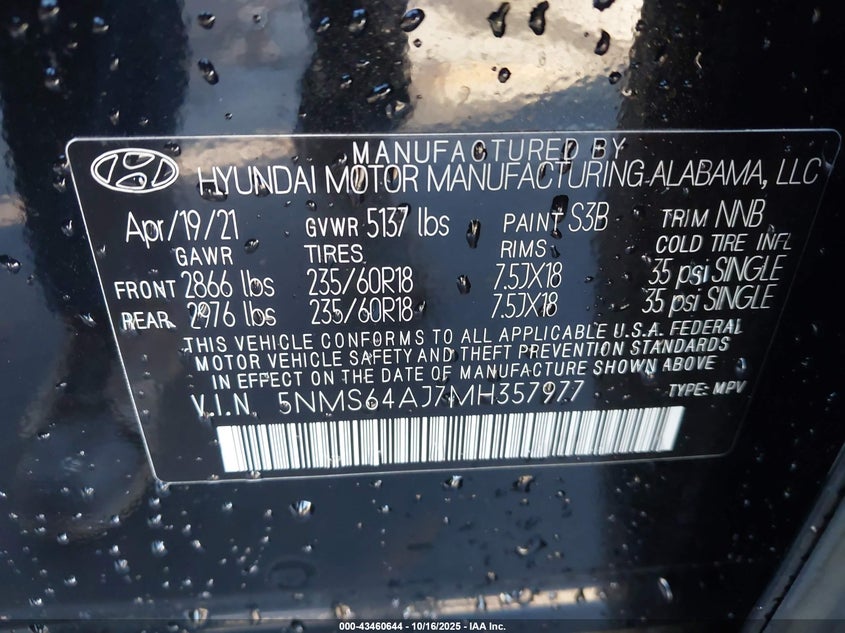 MANUFACTURED BY
HYUNDAI MOTOR MANUFACTURING ALABAMA, LLC
Apr/19/21 GVWR 5137 lbs PAINT S3B TRIM NNB
GAWR TIRES RIMS COLD TIRE INFL
FRONT 2866 lbs 235/60R18 7.5JX18 35 psi SINGLE
REAR 2976 lbs 235/60R18 7.5JX18 35 psi SINGLE
THIS VEHICLE CONFORMS TO ALL APPLICABLE U.S.A. FEDERAL
MOTOR VEHICLE SAFETY AND THEFT PREVENTION STANDARDS
IN EFFECT ON THE DATE OF MANUFACTURE SHOWN ABOVE
V.I.N. 5NMS64AJ7MH357977 TYPE: MPV
000-43460644 - 10/16/2025 - IAA Inc.